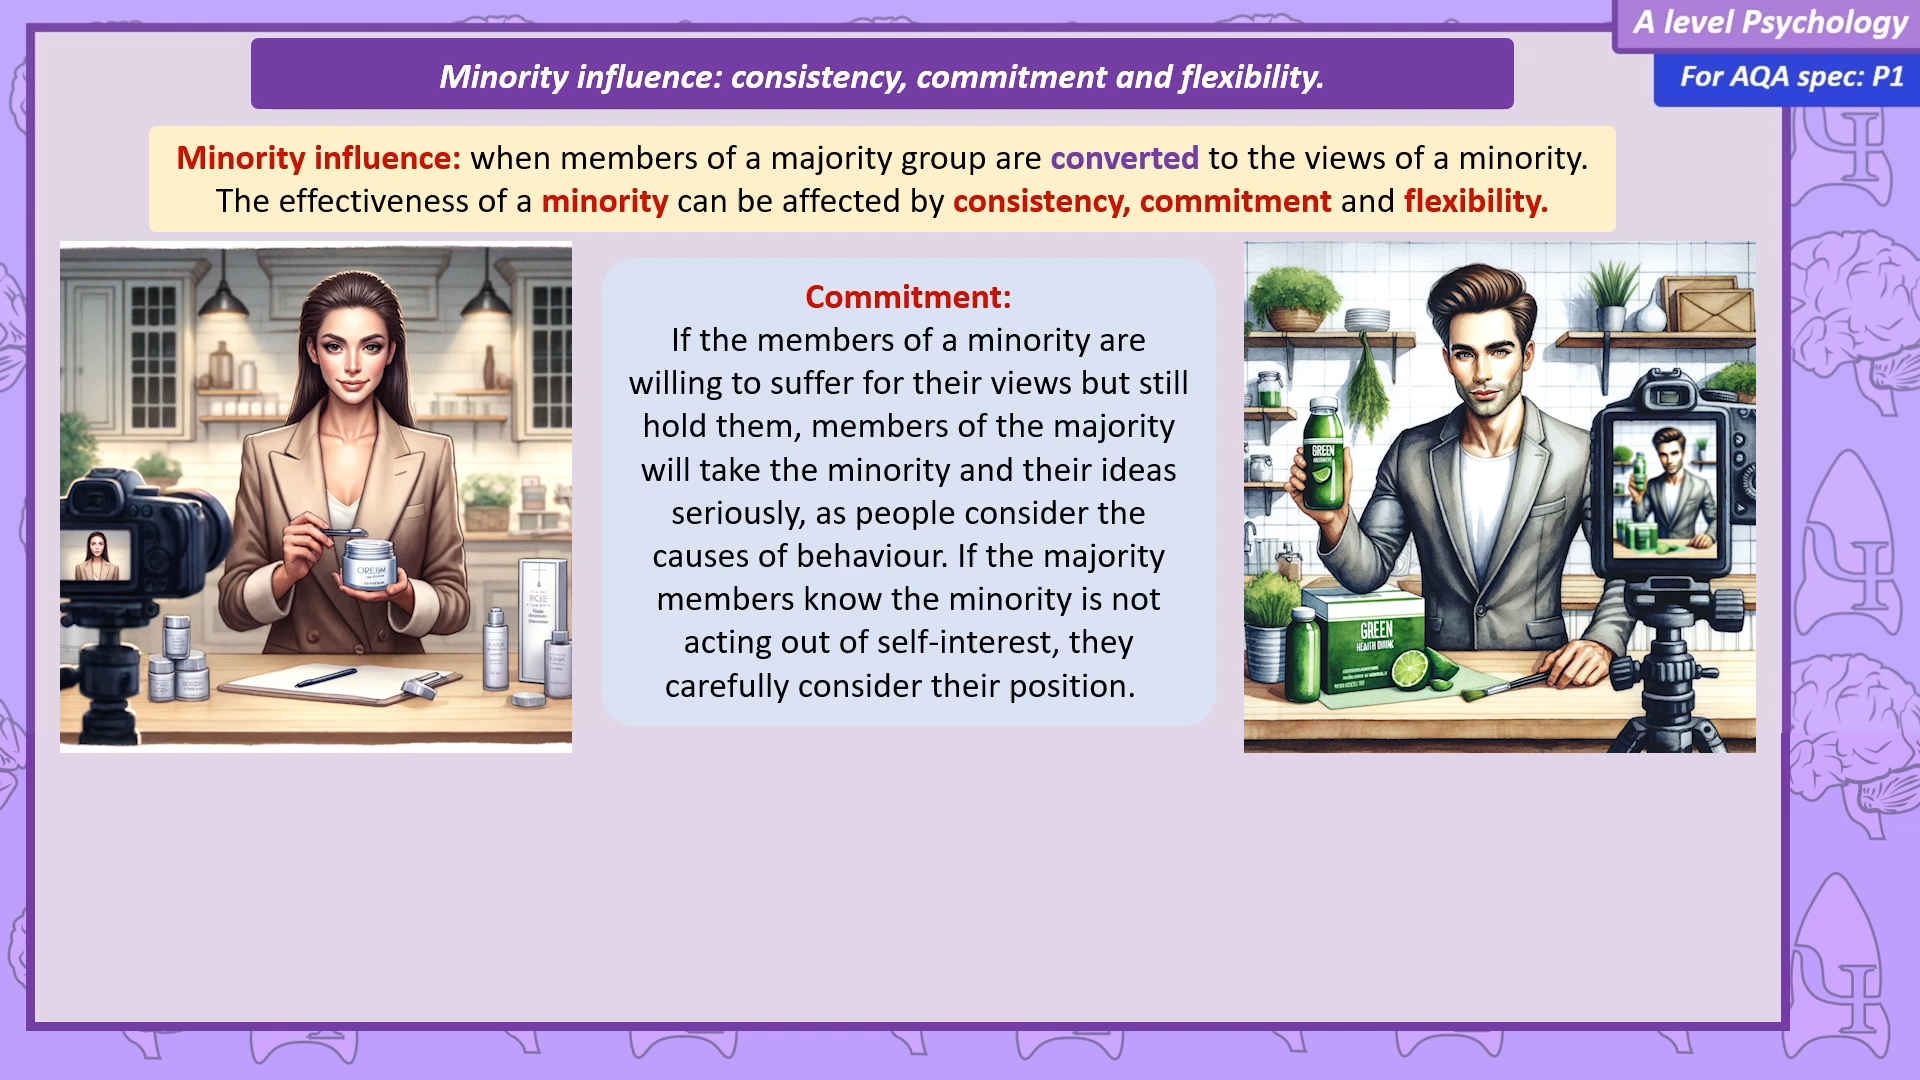 A level Psychology
For AQA spec: P1
Minority influence: consistency, commitment and flexibility.
Minority influence: when members of a majority group are converted to the views of a minority.
The effectiveness of a minority can be affected by consistency, commitment and flexibility.
Commitment:
If the members of a minority are
willing to suffer for their views but still
hold them, members of the majority
will take the minority and their ideas
seriously, as people consider the
causes of behaviour. If the majority
members know the minority is not
acting out of self-interest, they
carefully consider their position.
GREEN
GREEN
HEALTH DRINK